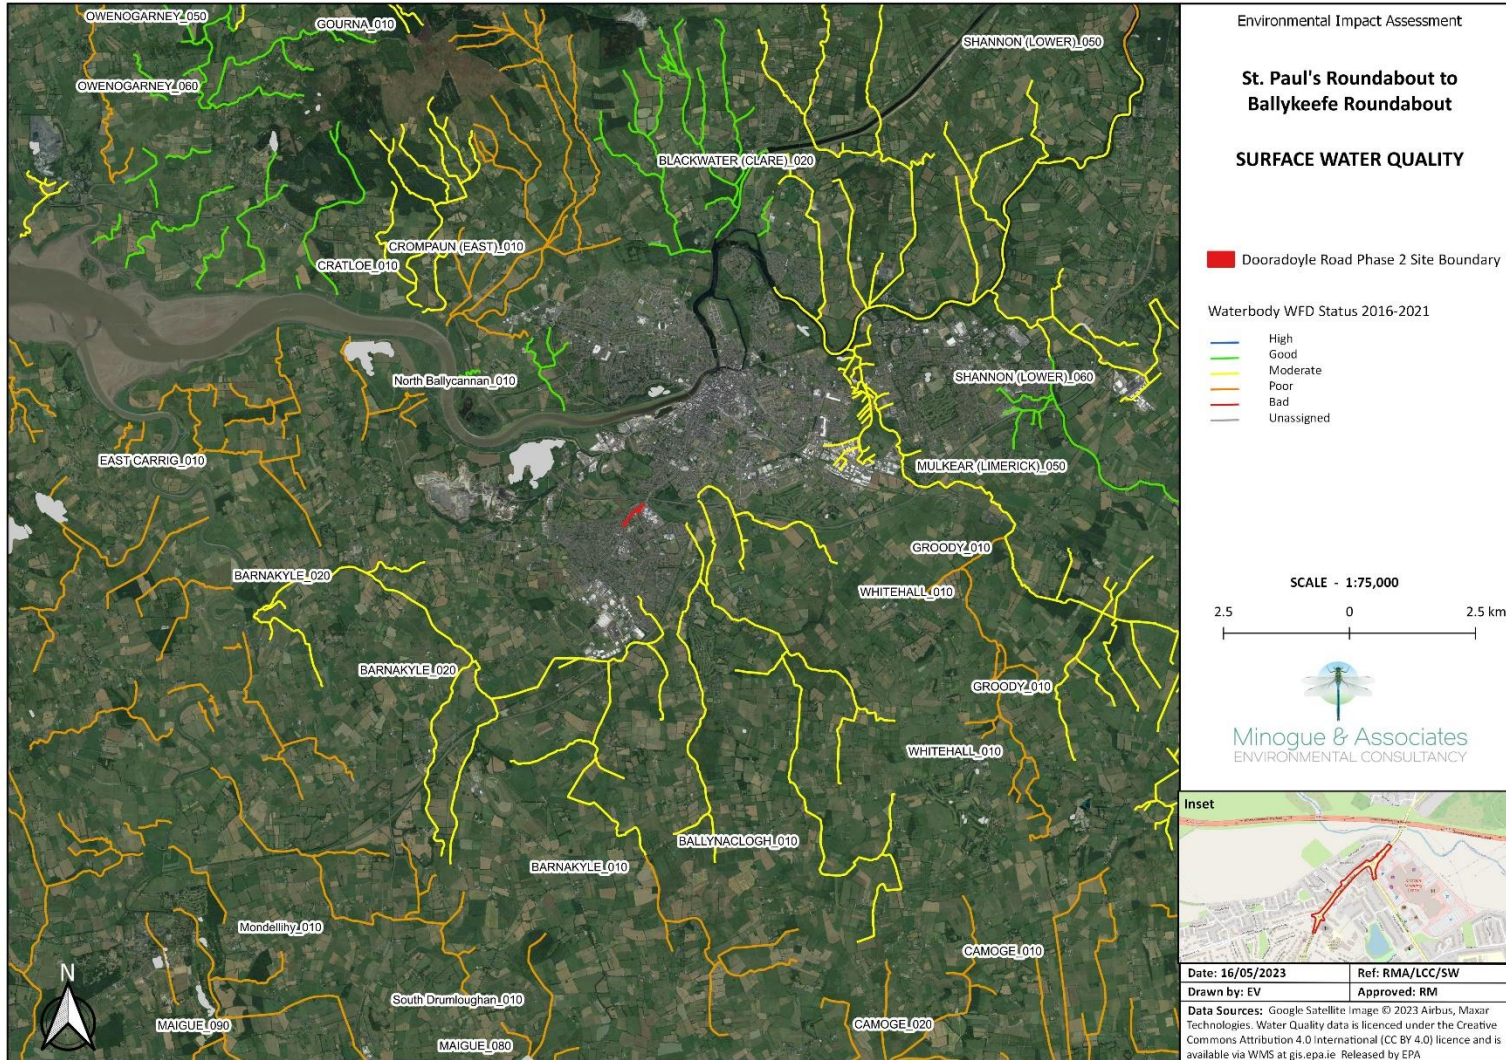 OWENOGARNEY_050
GOURNA_010
SHANNON (LOWER)_050
OWENOGARNEY_060
BLACKWATER (CLARE)_020
CROMPAUN (EAST)_010
CRATLOE_010
North Ballycannan_010
SHANNON (LOWER)_060
EAST CARRIG_010
MULKEAR (LIMERICK)_050
GROODY_010
BARNAKYLE_020
WHITEHALL_010
BARNAKYLE_020
GROODY_010
WHITEHALL_010
BALLYNACLOGH_010
BARNAKYLE_010
Mondellihy_010
CAMOGE_010
South Drumloughan_010
MAIGUE_090
CAMOGE_020
MAIGUE_080
N
Environmental Impact Assessment
St. Paul's Roundabout to
Ballykeefe Roundabout
SURFACE WATER QUALITY
Dooradoyle Road Phase 2 Site Boundary
Waterbody WFD Status 2016-2021
High
Good
Moderate
Poor
Bad
Unassigned
SCALE - 1:75,000
2.5 0 2.5 km
Minogue & Associates
ENVIRONMENTAL CONSULTANCY
Inset
Date: 16/05/2023 Ref: RMA/LCC/SW
Drawn by: EV Approved: RM
Data Sources: Google Satellite Image © 2023 Airbus, Maxar
Technologies. Water Quality data is licenced under the Creative
Commons Attribution 4.0 International (CC BY 4.0) licence and is
available via WMS at gis.epa.ie Released by EPA